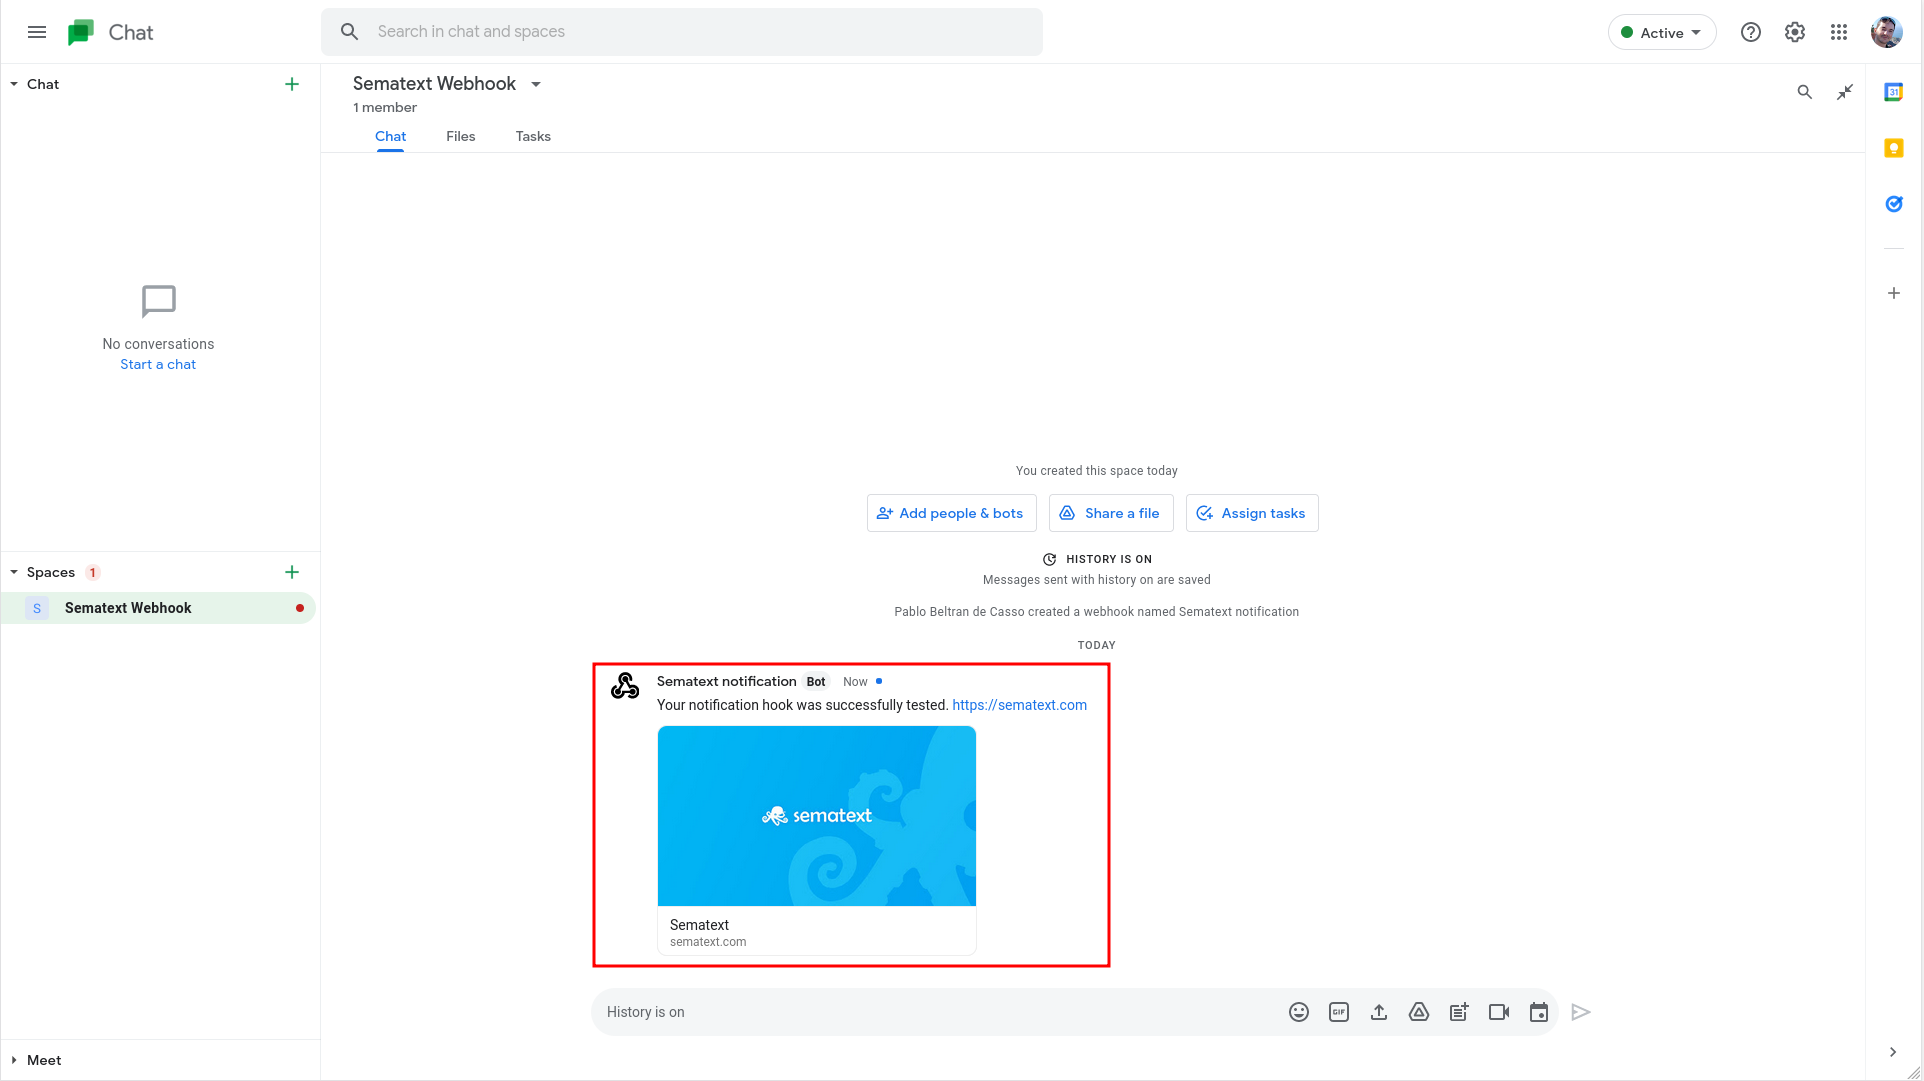 Chat
Search in chat and spaces
Active
Chat
Sematext Webhook
1 member
31
Chat Files Tasks
No conversations
Start a chat
You created this space today
Add people & bots Share a file Assign tasks
HISTORY IS ON
Messages sent with history on are saved
Spaces 1
S Sematext Webhook
Pablo Beltran de Casso created a webhook named Sematext notification
TODAY
Sematext notification Bot Now
Your notification hook was successfully tested. https://sematext.com
sematext
Sematext
sematext.com
History is on GIF
Meet